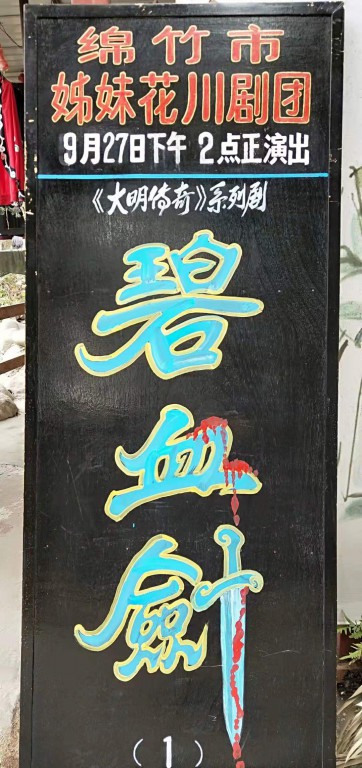 绵竹市
姊妹花川剧团
9月27日下午 2点正演出
《大明传奇》系列剧
碧
血
劍
(1)